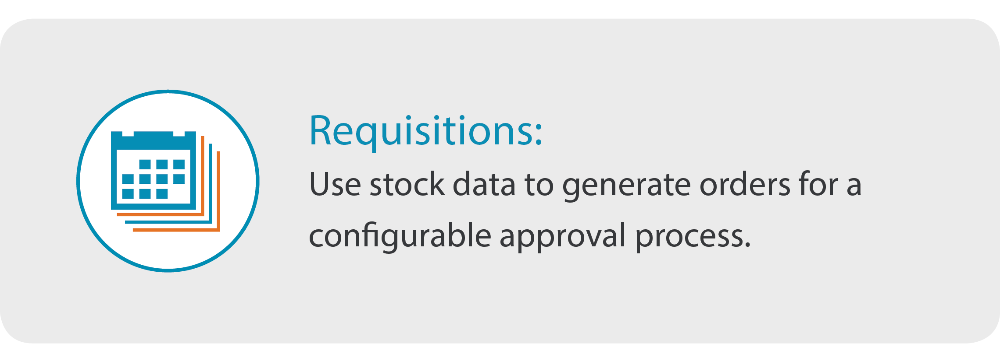 Requisitions:
Use stock data to generate orders for a
configurable approval process.